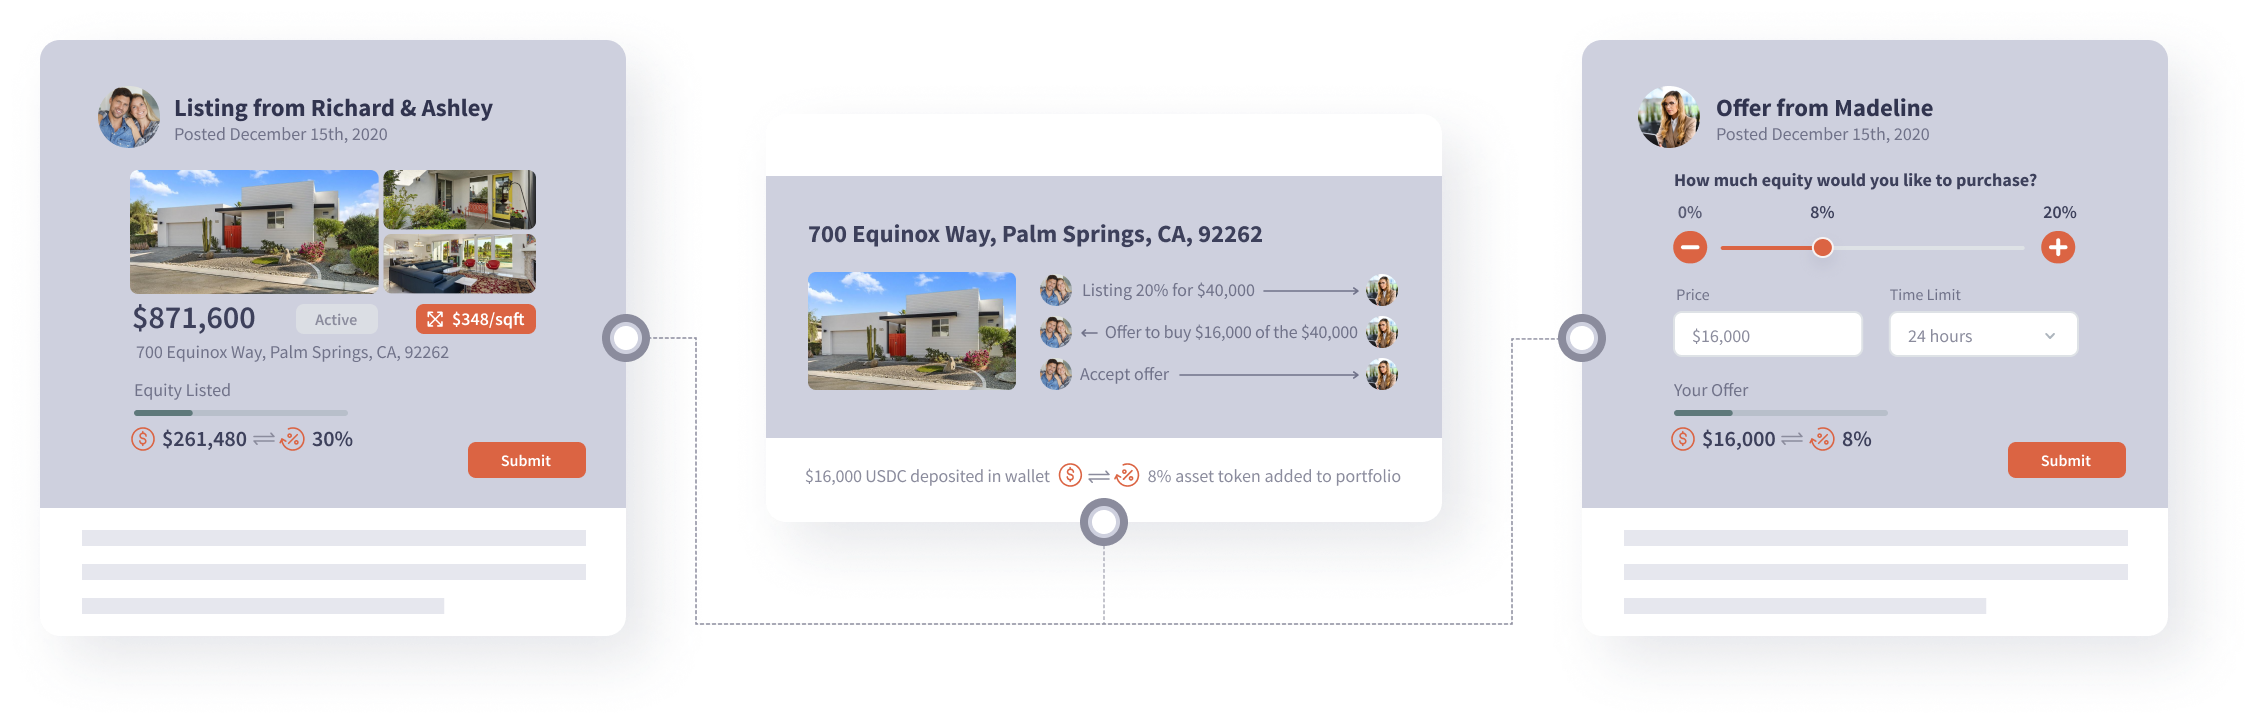 Listing from Richard & Ashley
Posted December 15th, 2020
$871,600
Active
$348/sqft
700 Equinox Way, Palm Springs, CA, 92262
Equity Listed
$261,480
30%
Submit
700 Equinox Way, Palm Springs, CA, 92262
Listing 20% for $40,000
Offer to buy $16,000 of the $40,000
Accept offer
$16,000 USDC deposited in wallet
8% asset token added to portfolio
Offer from Madeline
Posted December 15th, 2020
How much equity would you like to purchase?
0%
8%
20%
Price
Time Limit
$16,000
24 hours
Your Offer
$16,000
8%
Submit